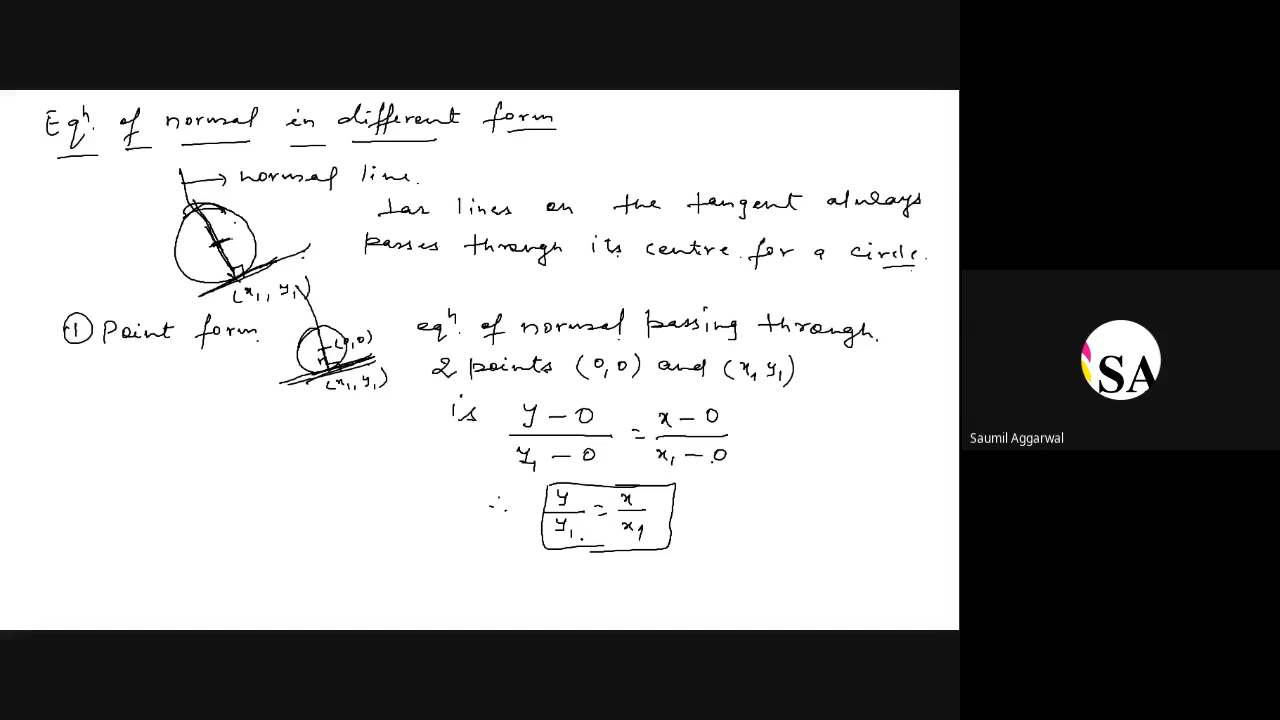 Eqⁿ. of normal in different form
→ normal line.
⊥ar lines on the tangent always
passes through its centre for a circle.
(x₁, y₁)
① Point form.
(0,0)
(x₁, y₁)
eqⁿ. of normal passing through
2 points (0,0) and (x₁ y₁)
is
y - 0 / y₁ - 0 = x - 0 / x₁ - 0
∴ y/y₁ = x/x₁
SA
Saumil Aggarwal